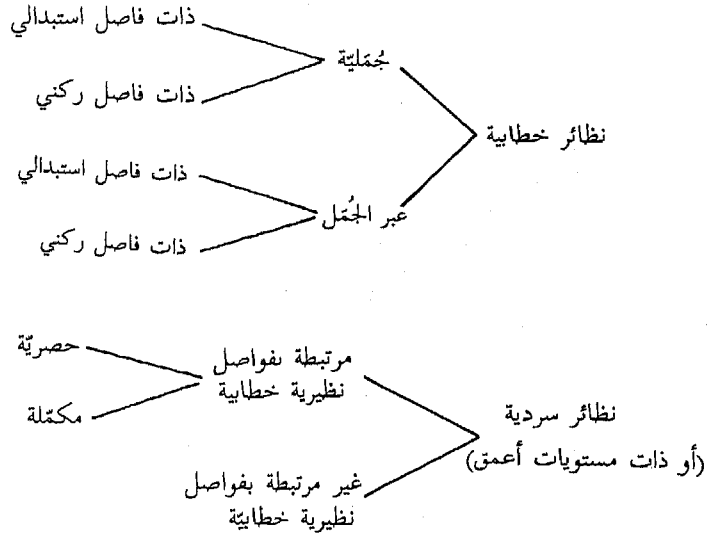 ذات فاصل استبدالي
جُمَليّة
ذات فاصل ركني
نظائر خطابية
ذات فاصل استبدالي
عبر الجُمَل
ذات فاصل ركني
حصريّة
مرتبطة بفواصل
نظيرية خطابية
مكمّلة
نظائر سردية
(أو ذات مستويات أعمق)
غير مرتبطة بفواصل
نظيرية خطابيّة